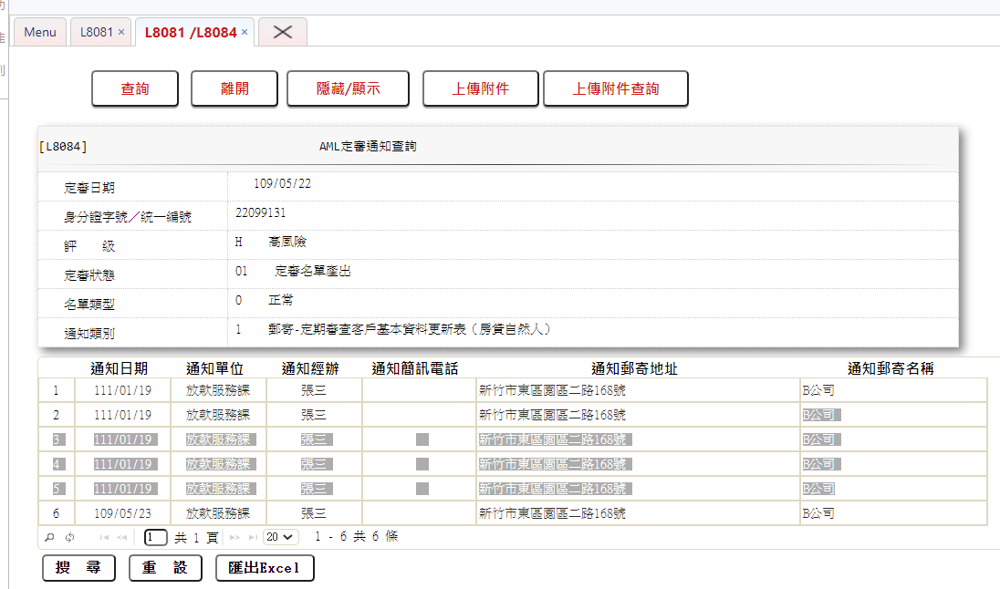 功
能
列
Menu L8081 × L8081 /L8084 ×
查詢 離開 隱藏/顯示 上傳附件 上傳附件查詢
[L8084] AML定審通知查詢
定審日期 109/05/22
身分證字號／統一編號 22099131
評 級 H 高風險
定審狀態 01 定審名單產出
名單類型 0 正常
通知類別 1 郵寄-定期審查客戶基本資料更新表（房貸自然人）
通知日期 通知單位 通知經辦 通知簡訊電話 通知郵寄地址 通知郵寄名稱
1 111/01/19 放款服務課 張三 新竹市東區園區二路168號 B公司
2 111/01/19 放款服務課 張三 新竹市東區園區二路168號 B公司
3 111/01/19 放款服務課 張三 新竹市東區園區二路168號 B公司
4 111/01/19 放款服務課 張三 新竹市東區園區二路168號 B公司
5 111/01/19 放款服務課 張三 新竹市東區園區二路168號 B公司
6 109/05/23 放款服務課 張三 新竹市東區園區二路168號 B公司
1 共 1 頁 20 1 - 6 共 6 條
搜 尋 重 設 匯出Excel